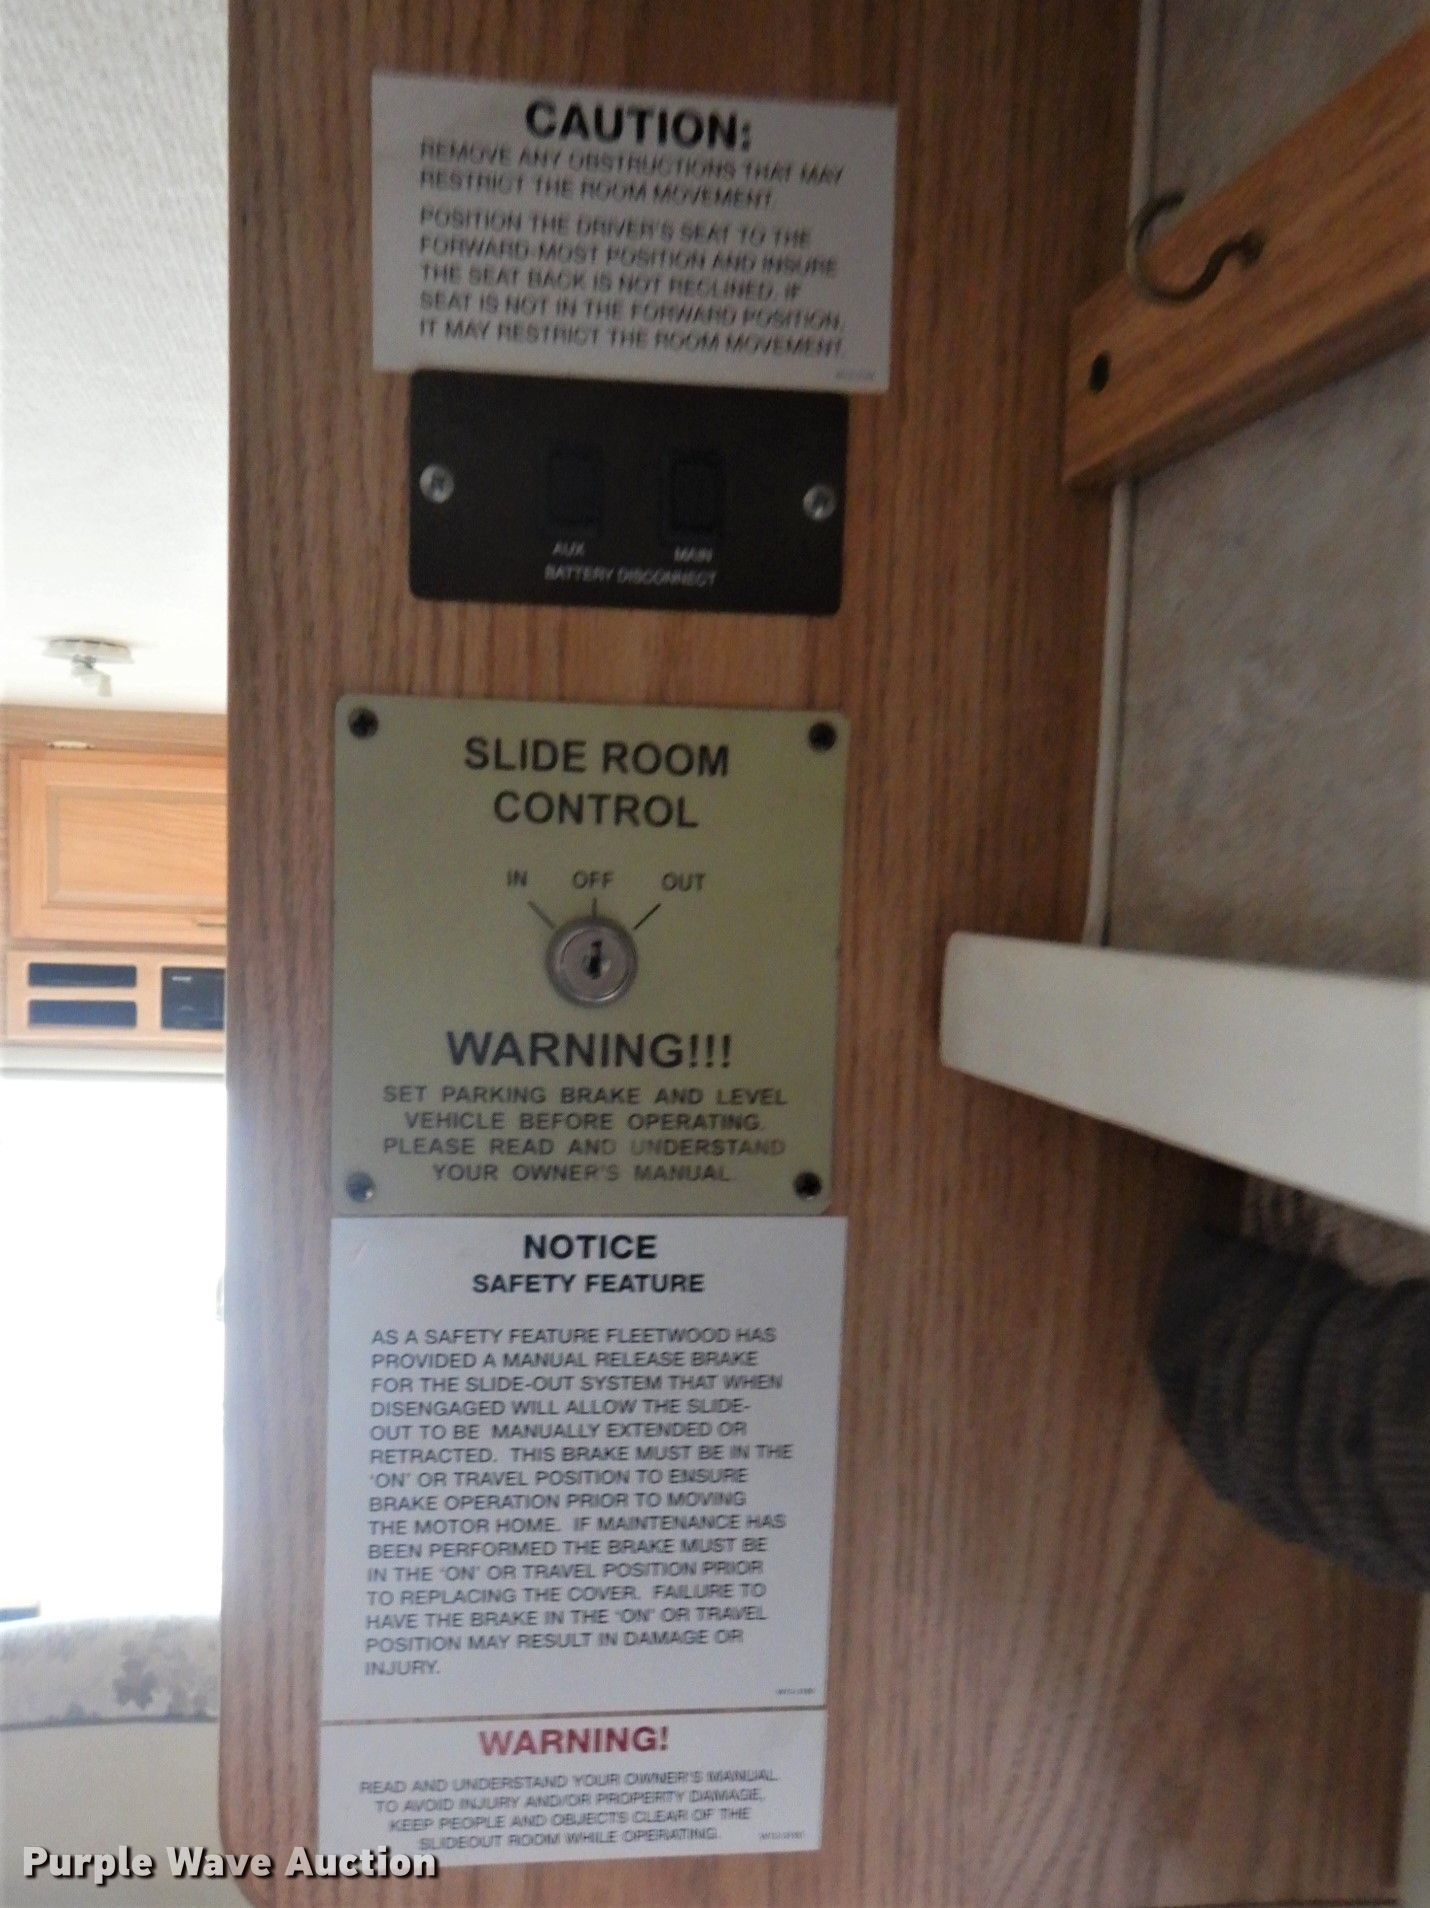 CAUTION:
REMOVE ANY OBSTRUCTIONS THAT MAY
RESTRICT THE ROOM MOVEMENT.
POSITION THE DRIVER'S SEAT TO THE
FORWARD-MOST POSITION AND INSURE
THE SEAT BACK IS NOT RECLINED. IF
SEAT IS NOT IN THE FORWARD POSITION,
IT MAY RESTRICT THE ROOM MOVEMENT.
AUX MAIN
BATTERY DISCONNECT
SLIDE ROOM
CONTROL
IN OFF OUT
WARNING!!!
SET PARKING BRAKE AND LEVEL
VEHICLE BEFORE OPERATING.
PLEASE READ AND UNDERSTAND
YOUR OWNER'S MANUAL.
NOTICE
SAFETY FEATURE
AS A SAFETY FEATURE FLEETWOOD HAS
PROVIDED A MANUAL RELEASE BRAKE
FOR THE SLIDE-OUT SYSTEM THAT WHEN
DISENGAGED WILL ALLOW THE SLIDE-
OUT TO BE MANUALLY EXTENDED OR
RETRACTED. THIS BRAKE MUST BE IN THE
'ON' OR TRAVEL POSITION TO ENSURE
BRAKE OPERATION PRIOR TO MOVING
THE MOTOR HOME. IF MAINTENANCE HAS
BEEN PERFORMED THE BRAKE MUST BE
IN THE 'ON' OR TRAVEL POSITION PRIOR
TO REPLACING THE COVER. FAILURE TO
HAVE THE BRAKE IN THE 'ON' OR TRAVEL
POSITION MAY RESULT IN DAMAGE OR
INJURY.
WARNING!
READ AND UNDERSTAND YOUR OWNER'S MANUAL
TO AVOID INJURY AND/OR PROPERTY DAMAGE,
KEEP PEOPLE AND OBJECTS CLEAR OF THE
SLIDEOUT ROOM WHILE OPERATING.
Purple Wave Auction